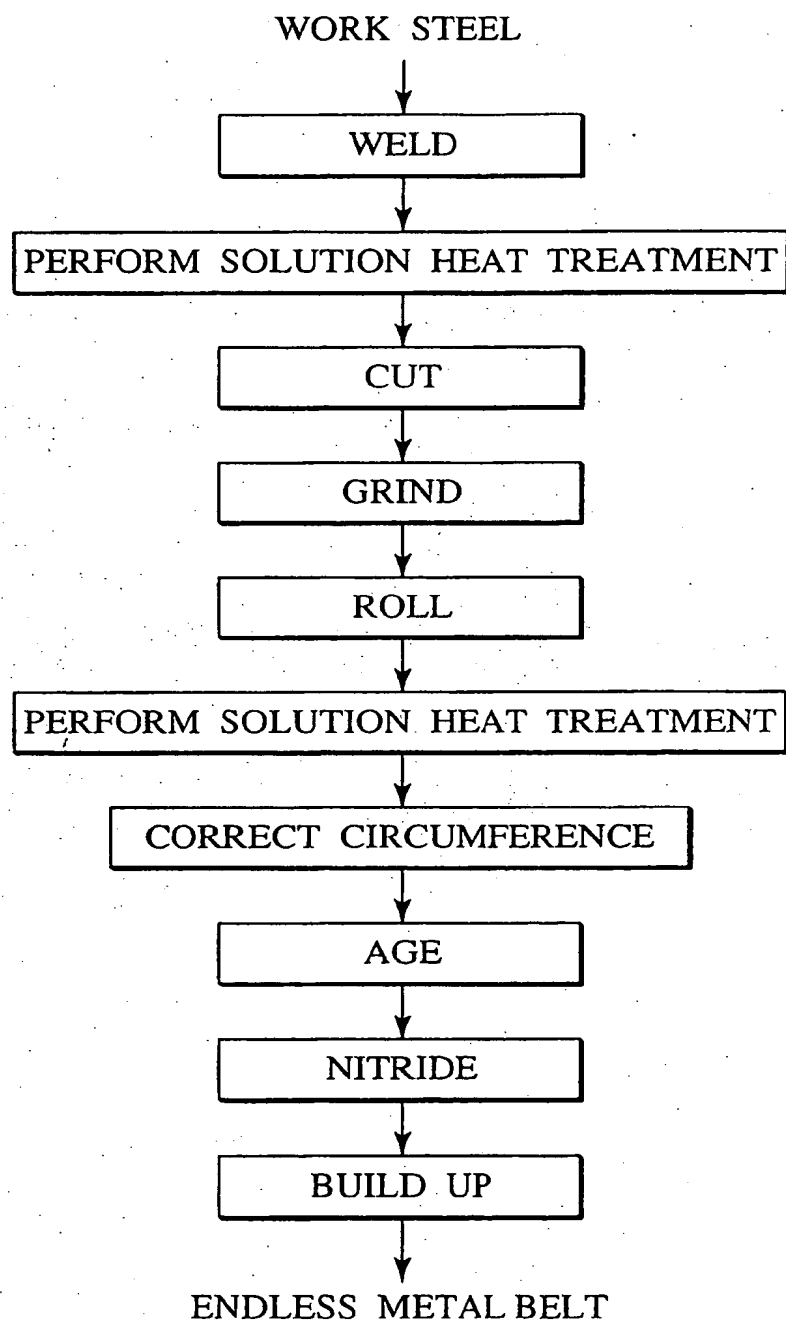 WORK STEEL
WELD
PERFORM SOLUTION HEAT TREATMENT
CUT
GRIND
ROLL
PERFORM SOLUTION HEAT TREATMENT
CORRECT CIRCUMFERENCE
AGE
NITRIDE
BUILD UP
ENDLESS METAL BELT